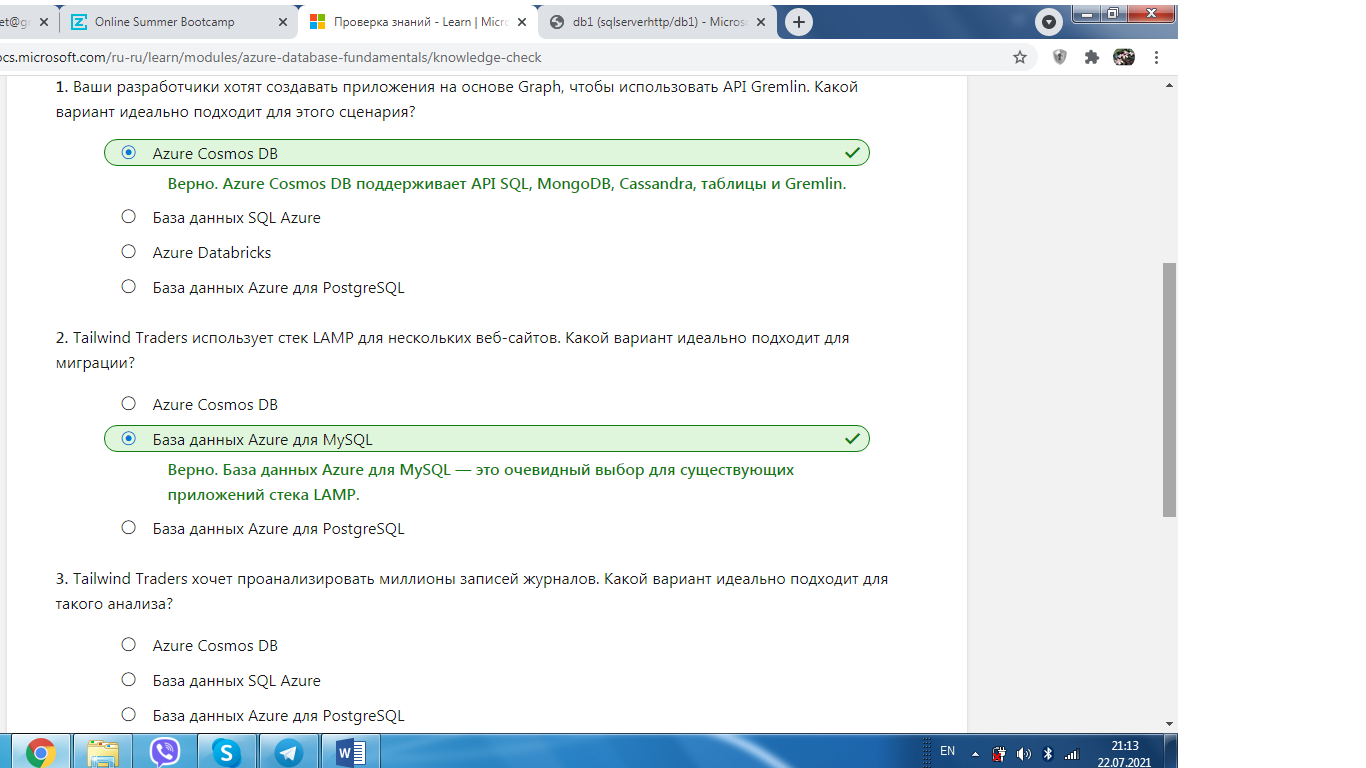 et@gr
Online Summer Bootcamp
Проверка знаний - Learn | Micro
db1 (sqlserverhttp/db1) - Micros
ocs.microsoft.com/ru-ru/learn/modules/azure-database-fundamentals/knowledge-check
1. Ваши разработчики хотят создавать приложения на основе Graph, чтобы использовать API Gremlin. Какой
вариант идеально подходит для этого сценария?
Azure Cosmos DB
Верно. Azure Cosmos DB поддерживает API SQL, MongoDB, Cassandra, таблицы и Gremlin.
База данных SQL Azure
Azure Databricks
База данных Azure для PostgreSQL
2. Tailwind Traders использует стек LAMP для нескольких веб-сайтов. Какой вариант идеально подходит для
миграции?
Azure Cosmos DB
База данных Azure для MySQL
Верно. База данных Azure для MySQL — это очевидный выбор для существующих
приложений стека LAMP.
База данных Azure для PostgreSQL
3. Tailwind Traders хочет проанализировать миллионы записей журналов. Какой вариант идеально подходит для
такого анализа?
Azure Cosmos DB
База данных SQL Azure
База данных Azure для PostgreSQL
EN
21:13
22.07.2021